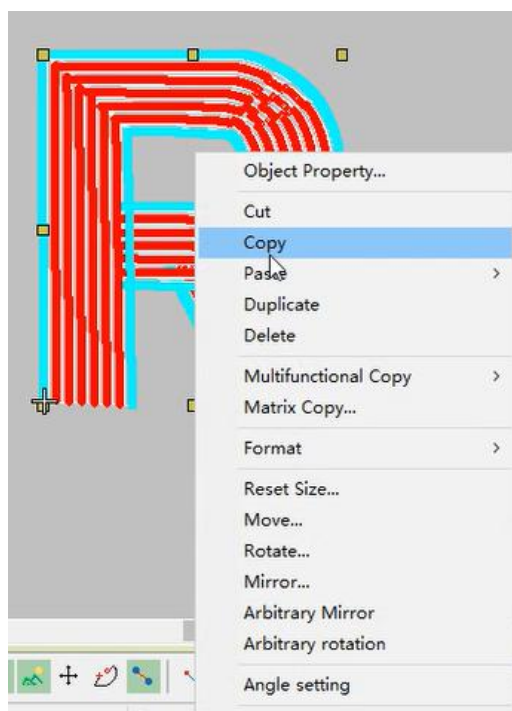 Object Property...
Cut
Copy
Paste
Duplicate
Delete
Multifunctional Copy
Matrix Copy...
Format
Reset Size...
Move...
Rotate...
Mirror...
Arbitrary Mirror
Arbitrary rotation
Angle setting